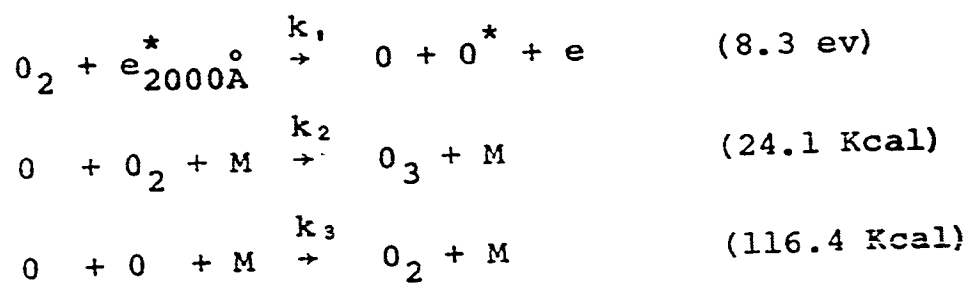 O₂ + e*₂₀₀₀Å →k₁ O + O* + e (8.3 ev)
O + O₂ + M →k₂ O₃ + M (24.1 Kcal)
O + O + M →k₃ O₂ + M (116.4 Kcal)